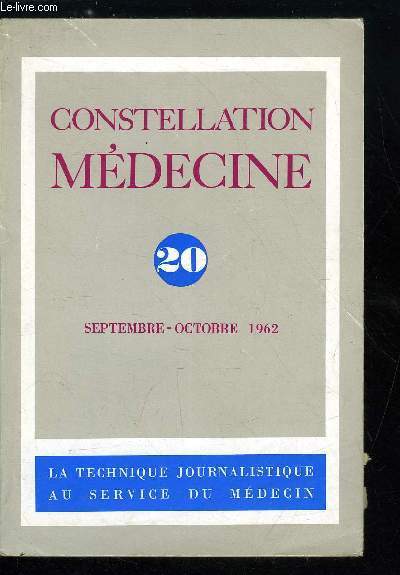 Le-livre.com
CONSTELLATION
MÉDECINE
20
SEPTEMBRE-OCTOBRE 1962
LA TECHNIQUE JOURNALISTIQUE
AU SERVICE DU MÉDECIN